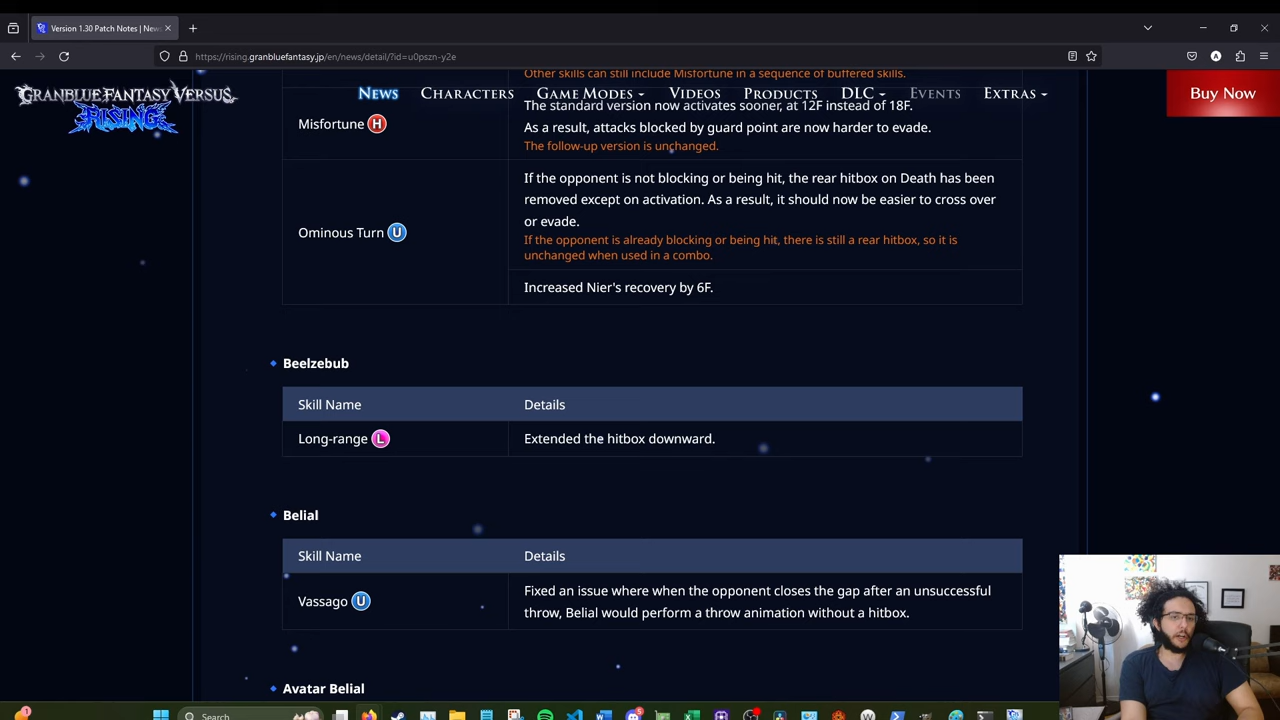 Version 1.30 Patch Notes | New
https://rising.granbluefantasy.jp/en/news/detail/?id=u0pszn-y2e
GRANBLUE FANTASY VERSUS
RISING
NEWS CHARACTERS GAME MODES VIDEOS PRODUCTS DLC EVENTS EXTRAS
Buy Now
Other skills can still include Misfortune in a sequence of buffered skills.
Misfortune H
The standard version now activates sooner, at 12F instead of 18F.
As a result, attacks blocked by guard point are now harder to evade.
The follow-up version is unchanged.
Ominous Turn U
If the opponent is not blocking or being hit, the rear hitbox on Death has been
removed except on activation. As a result, it should now be easier to cross over
or evade.
If the opponent is already blocking or being hit, there is still a rear hitbox, so it is
unchanged when used in a combo.
Increased Nier's recovery by 6F.
Beelzebub
Skill Name Details
Long-range L Extended the hitbox downward.
Belial
Skill Name Details
Vassago U
Fixed an issue where when the opponent closes the gap after an unsuccessful
throw, Belial would perform a throw animation without a hitbox.
Avatar Belial
Search